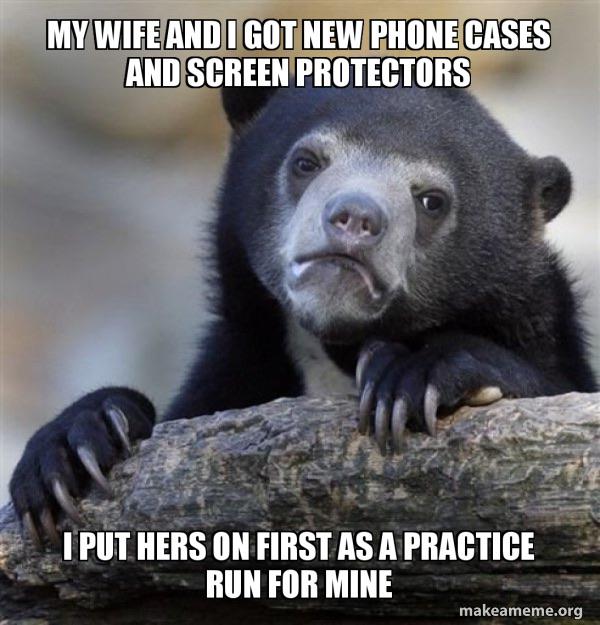 MY WIFE AND I GOT NEW PHONE CASES
AND SCREEN PROTECTORS
I PUT HERS ON FIRST AS A PRACTICE
RUN FOR MINE
makeameme.org